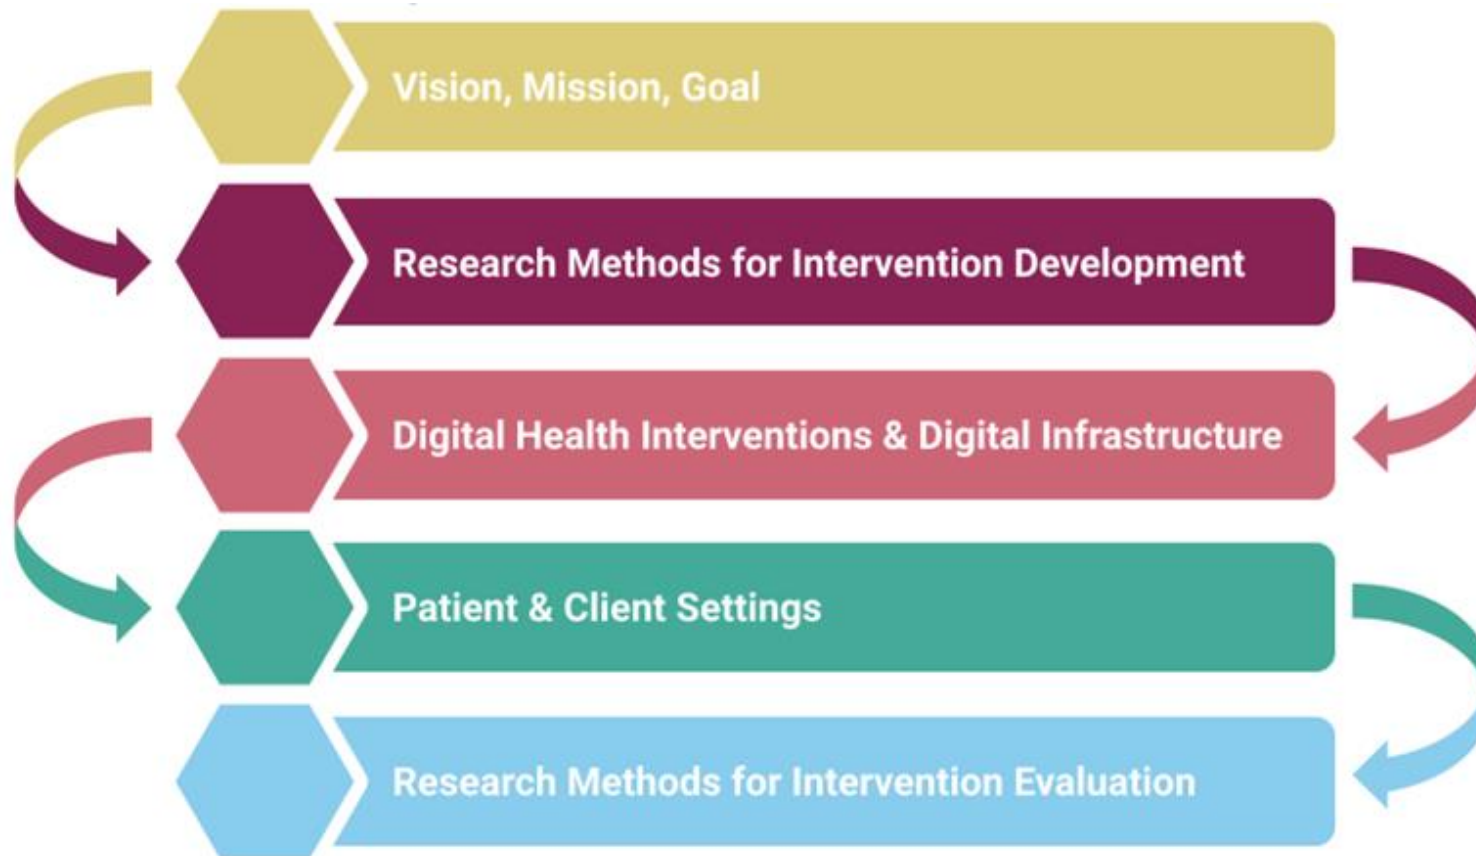 Vision, Mission, Goal
Research Methods for Intervention Development
Digital Health Interventions & Digital Infrastructure
Patient & Client Settings
Research Methods for Intervention Evaluation